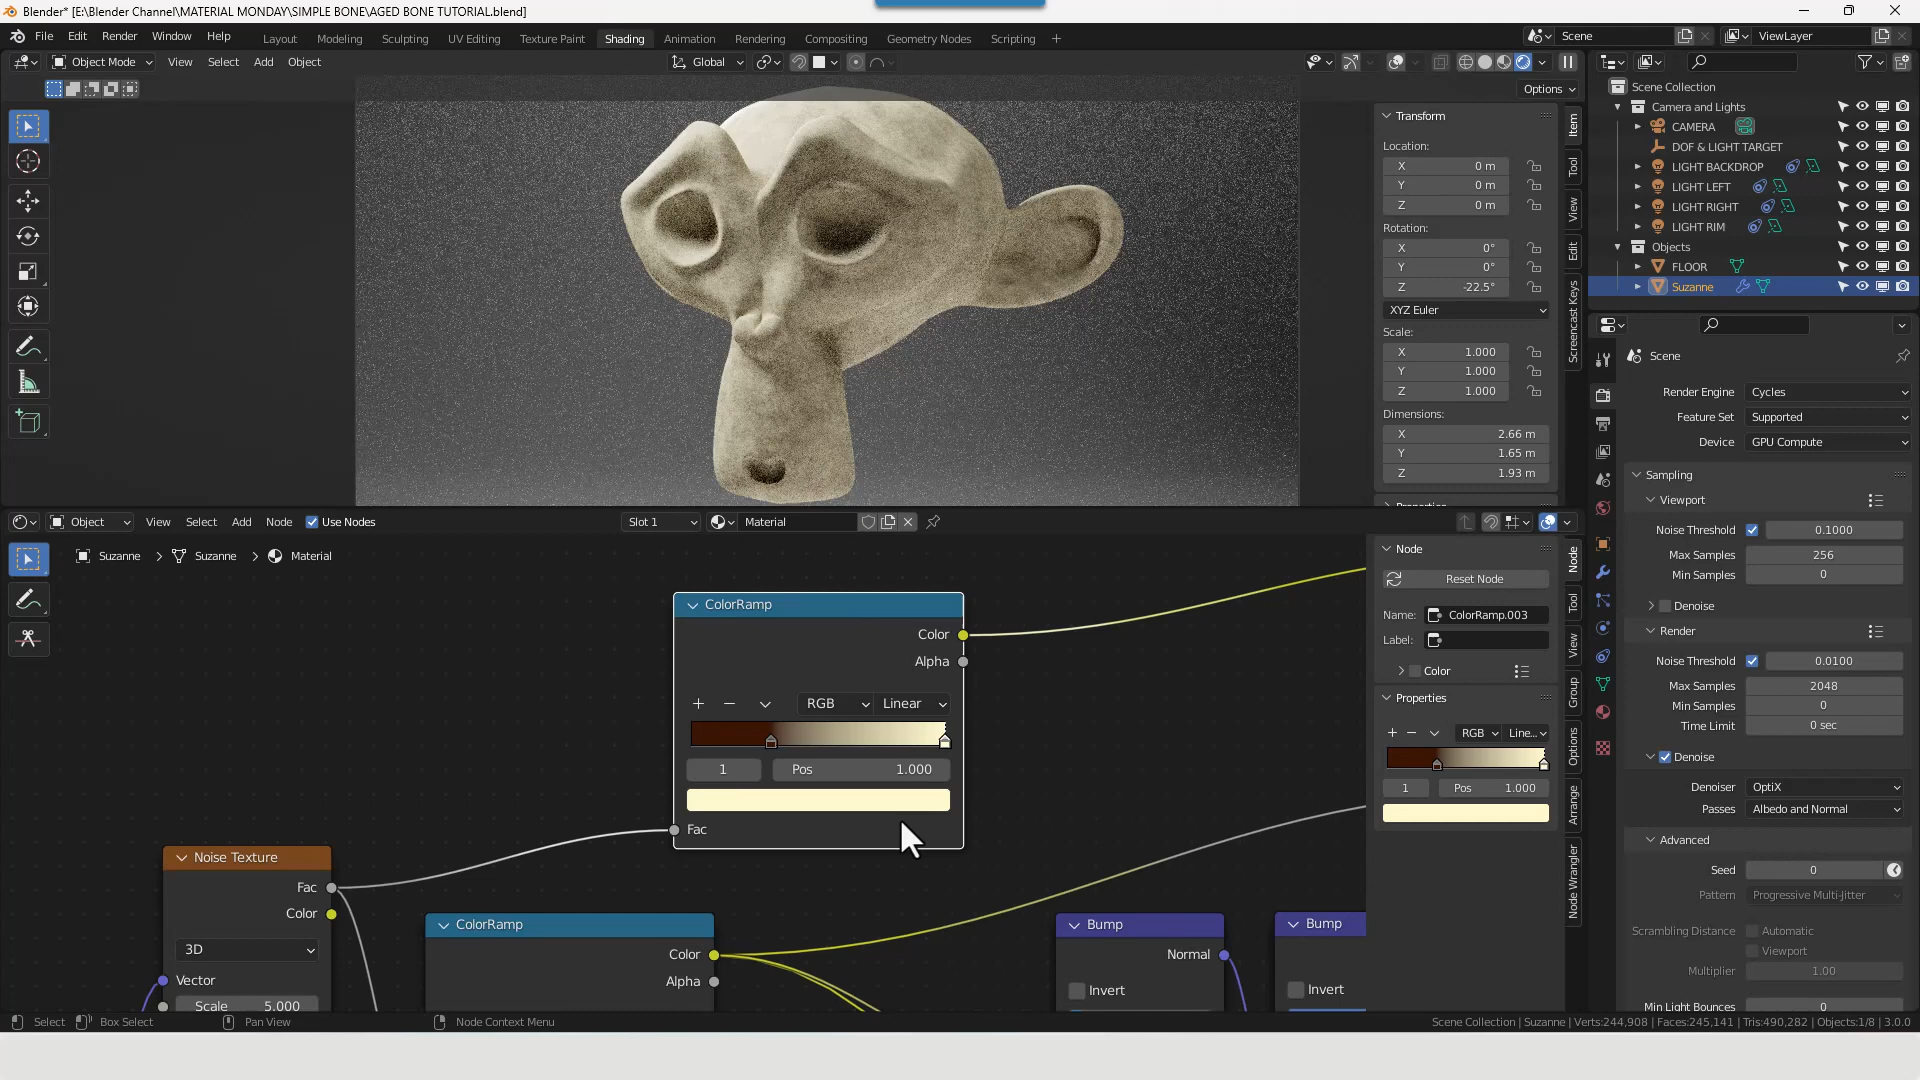 Blender* [E:\Blender Channel\MATERIAL MONDAY\SIMPLE BONE\AGED BONE TUTORIAL.blend]
File Edit Render Window Help Layout Modeling Sculpting UV Editing Texture Paint Shading Animation Rendering Compositing Geometry Nodes Scripting + Scene ViewLayer
Object Mode View Select Add Object Global
Options
Transform
Location:
X 0 m
Y 0 m
Z 0 m
Rotation:
X 0°
Y 0°
Z -22.5°
XYZ Euler
Scale:
X 1.000
Y 1.000
Z 1.000
Dimensions:
X 2.66 m
Y 1.65 m
Z 1.93 m
Item
Tool
View
Edit
Screencast Keys
Scene Collection
Camera and Lights
CAMERA
DOF & LIGHT TARGET
LIGHT BACKDROP
LIGHT LEFT
LIGHT RIGHT
LIGHT RIM
Objects
FLOOR
Suzanne
Scene
Render Engine Cycles
Feature Set Supported
Device GPU Compute
Sampling
Viewport
Noise Threshold 0.1000
Max Samples 256
Min Samples 0
Denoise
Render
Noise Threshold 0.0100
Max Samples 2048
Min Samples 0
Time Limit 0 sec
Denoise
Denoiser OptiX
Passes Albedo and Normal
Advanced
Seed 0
Pattern Progressive Multi-Jitter
Scrambling Distance Automatic
Viewport
Multiplier 1.00
Min Light Bounces 0
Object View Select Add Node Use Nodes Slot 1 Material
Suzanne > Suzanne > Material
ColorRamp
Color
Alpha
+ − RGB Linear
1 Pos 1.000
Fac
Noise Texture
Fac
Color
3D
Vector
Scale 5.000
ColorRamp
Color
Alpha
Bump
Normal
Invert
Bump
Invert
Node
Reset Node
Name: ColorRamp.003
Label:
Color
Properties
+ − RGB Line...
1 Pos 1.000
Node
Tool
View
Group
Options
Arrange
Node Wrangler
Select Box Select Pan View Node Context Menu Scene Collection | Suzanne | Verts:244,908 | Faces:245,141 | Tris:490,282 | Objects:1/8 | 3.0.0